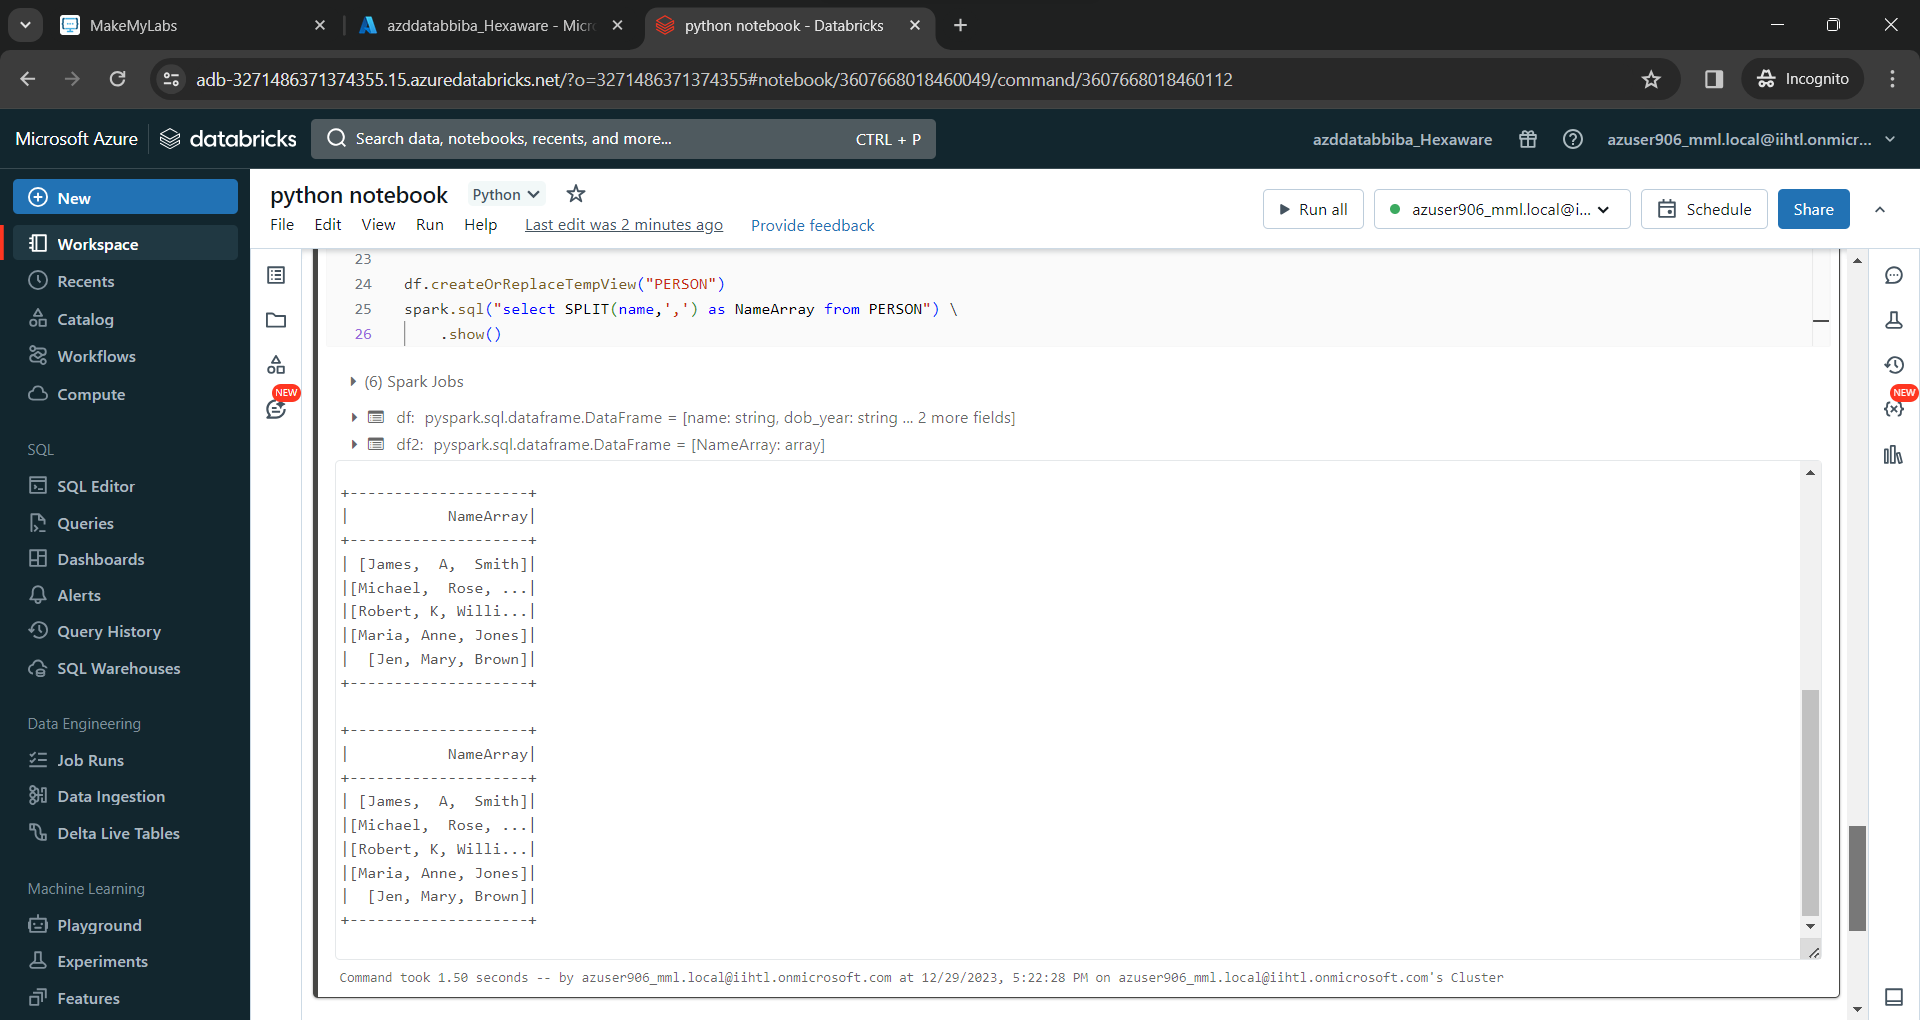 MakeMyLabs
azddatabbiba_Hexaware - Micr
python notebook - Databricks
adb-3271486371374355.15.azuredatabricks.net/?o=3271486371374355#notebook/3607668018460049/command/3607668018460112
Incognito
Microsoft Azure
databricks
Search data, notebooks, recents, and more...
CTRL + P
azddatabbiba_Hexaware
azuser906_mml.local@iihtl.onmicr...
New
Workspace
Recents
Catalog
Workflows
Compute
SQL
SQL Editor
Queries
Dashboards
Alerts
Query History
SQL Warehouses
Data Engineering
Job Runs
Data Ingestion
Delta Live Tables
Machine Learning
Playground
Experiments
Features
python notebook
Python
File Edit View Run Help Last edit was 2 minutes ago Provide feedback
Run all
azuser906_mml.local@i...
Schedule
Share
NEW
NEW
23
24 df.createOrReplaceTempView("PERSON")
25 spark.sql("select SPLIT(name,',') as NameArray from PERSON") \
26 .show()
(6) Spark Jobs
df: pyspark.sql.dataframe.DataFrame = [name: string, dob_year: string ... 2 more fields]
df2: pyspark.sql.dataframe.DataFrame = [NameArray: array]
+--------------------+
|           NameArray|
+--------------------+
| [James,  A,  Smith]|
|[Michael,  Rose, ...|
|[Robert, K, Willi...|
|[Maria, Anne, Jones]|
|  [Jen, Mary, Brown]|
+--------------------+
+--------------------+
|           NameArray|
+--------------------+
| [James,  A,  Smith]|
|[Michael,  Rose, ...|
|[Robert, K, Willi...|
|[Maria, Anne, Jones]|
|  [Jen, Mary, Brown]|
+--------------------+
Command took 1.50 seconds -- by azuser906_mml.local@iihtl.onmicrosoft.com at 12/29/2023, 5:22:28 PM on azuser906_mml.local@iihtl.onmicrosoft.com's Cluster